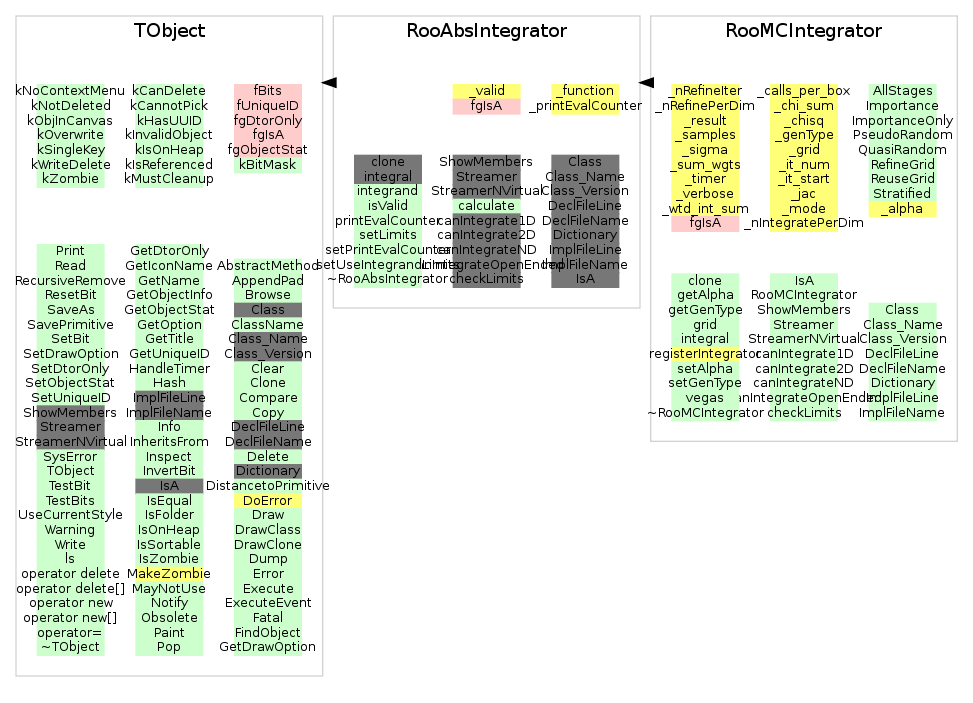 TObject
kNoContextMenu
kNotDeleted
kObjInCanvas
kOverwrite
kSingleKey
kWriteDelete
kZombie
kCanDelete
kCannotPick
kHasUUID
kInvalidObject
kIsOnHeap
kIsReferenced
kMustCleanup
fBits
fUniqueID
fgDtorOnly
fgIsA
fgObjectStat
kBitMask
Print
Read
RecursiveRemove
ResetBit
SaveAs
SavePrimitive
SetBit
SetDrawOption
SetDtorOnly
SetObjectStat
SetUniqueID
ShowMembers
Streamer
StreamerNVirtual
SysError
TObject
TestBit
TestBits
UseCurrentStyle
Warning
Write
ls
operator delete
operator delete[]
operator new
operator new[]
operator=
~TObject
GetDtorOnly
GetIconName
GetName
GetObjectInfo
GetObjectStat
GetOption
GetTitle
GetUniqueID
HandleTimer
Hash
ImplFileLine
ImplFileName
Info
InheritsFrom
Inspect
InvertBit
IsA
IsEqual
IsFolder
IsOnHeap
IsSortable
IsZombie
MakeZombie
MayNotUse
Notify
Obsolete
Paint
Pop
AbstractMethod
AppendPad
Browse
Class
ClassName
Class_Name
Class_Version
Clear
Clone
Compare
Copy
DeclFileLine
DeclFileName
Delete
Dictionary
DistancetoPrimitive
DoError
Draw
DrawClass
DrawClone
Dump
Error
Execute
ExecuteEvent
Fatal
FindObject
GetDrawOption
RooAbsIntegrator
_valid
fgIsA
_function
_printEvalCounter
clone
integral
integrand
isValid
printEvalCounter
setLimits
setPrintEvalCounter
setUseIntegrandLimits
~RooAbsIntegrator
ShowMembers
Streamer
StreamerNVirtual
calculate
canIntegrate1D
canIntegrate2D
canIntegrateND
canIntegrateOpenEnded
checkLimits
Class
Class_Name
Class_Version
DeclFileLine
DeclFileName
Dictionary
ImplFileLine
ImplFileName
IsA
RooMCIntegrator
_nRefineIter
_nRefinePerDim
_result
_samples
_sigma
_sum_wgts
_timer
_verbose
_wtd_int_sum
fgIsA
_calls_per_box
_chi_sum
_chisq
_genType
_grid
_it_num
_it_start
_jac
_mode
_nIntegratePerDim
AllStages
Importance
ImportanceOnly
PseudoRandom
QuasiRandom
RefineGrid
ReuseGrid
Stratified
_alpha
clone
getAlpha
getGenType
grid
integral
registerIntegrator
setAlpha
setGenType
vegas
~RooMCIntegrator
IsA
RooMCIntegrator
ShowMembers
Streamer
StreamerNVirtual
canIntegrate1D
canIntegrate2D
canIntegrateND
canIntegrateOpenEnded
checkLimits
Class
Class_Name
Class_Version
DeclFileLine
DeclFileName
Dictionary
ImplFileLine
ImplFileName